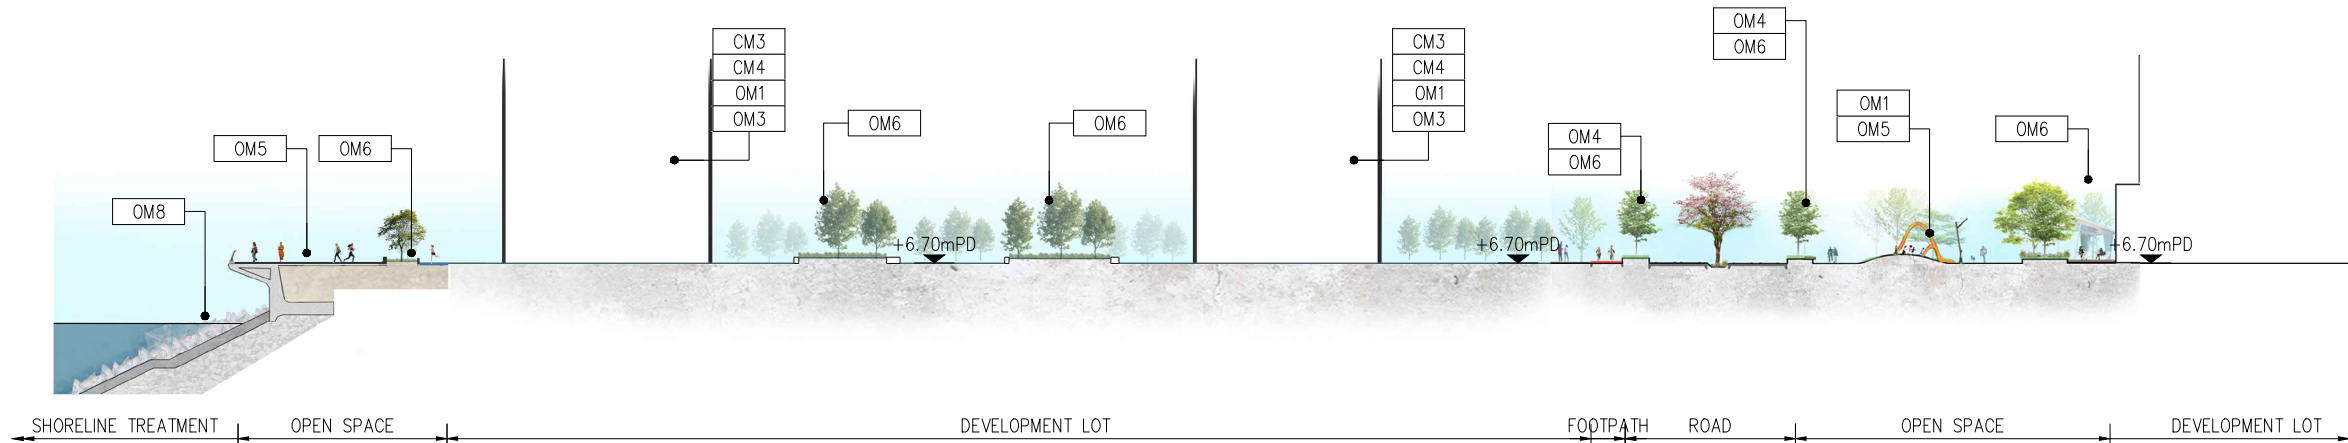 OM4
OM6
CM3
CM4
OM1
OM3
CM3
CM4
OM1
OM3
OM5
OM6
OM6
OM6
OM4
OM6
OM1
OM5
OM6
OM8
+6.70mPD
+6.70mPD
+6.70mPD
SHORELINE TREATMENT
OPEN SPACE
DEVELOPMENT LOT
FOOTPATH
ROAD
OPEN SPACE
DEVELOPMENT LOT